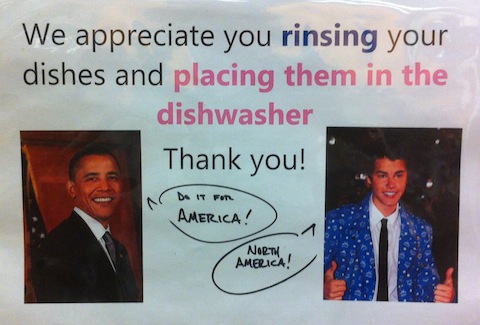 We appreciate you rinsing your
dishes and placing them in the
dishwasher
Thank you!
DO IT FOR
AMERICA!
NORTH
AMERICA!